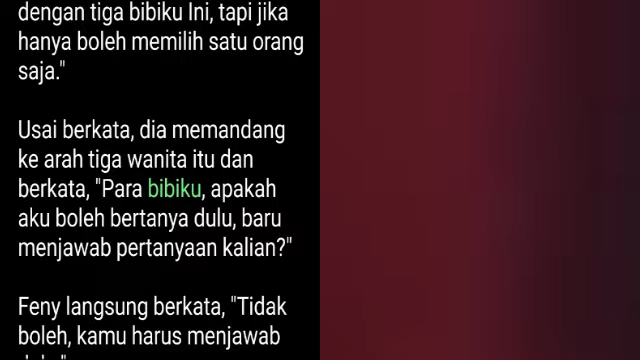 dengan tiga bibiku Ini, tapi jika
hanya boleh memilih satu orang
saja."
Usai berkata, dia memandang
ke arah tiga wanita itu dan
berkata, "Para bibiku, apakah
aku boleh bertanya dulu, baru
menjawab pertanyaan kalian?"
Feny langsung berkata, "Tidak
boleh, kamu harus menjawab